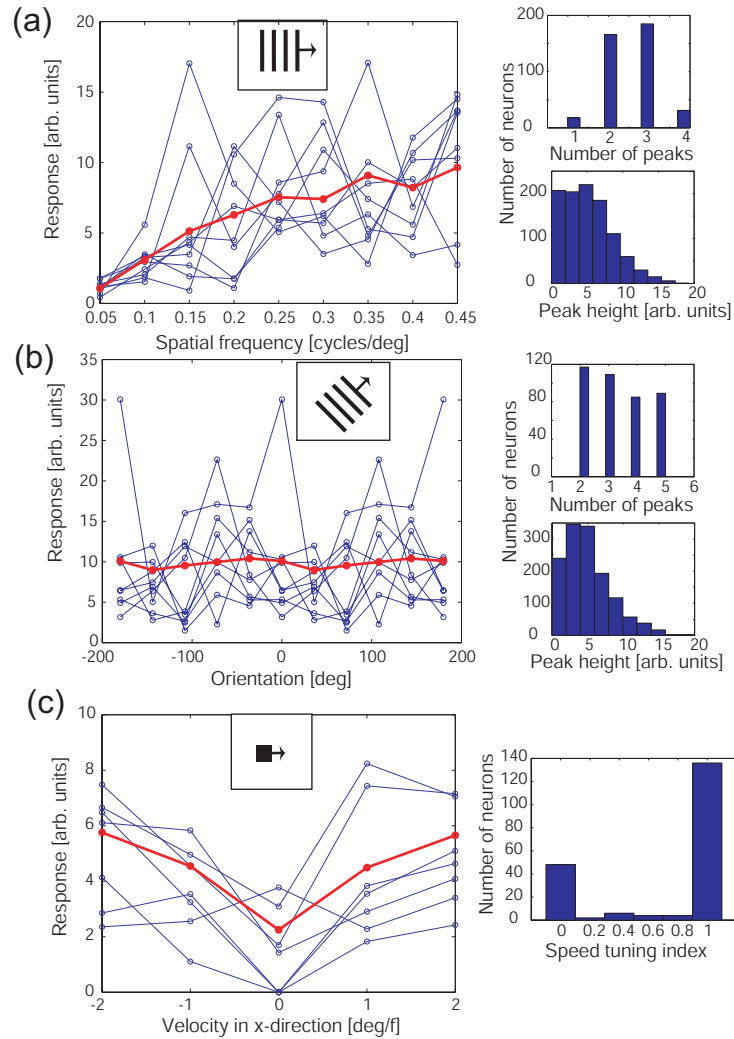 (a)
20
15
10
5
0
Response [arb. units]
0.05 0.1 0.15 0.2 0.25 0.3 0.35 0.4 0.45
Spatial frequency [cycles/deg]
200
100
0
Number of neurons
1 2 3 4
Number of peaks
200
100
0
0 5 10 15 20
Peak height [arb. units]
(b)
35
30
25
20
15
10
5
0
Response [arb. units]
-200 -100 0 100 200
Orientation [deg]
120
80
40
0
Number of neurons
1 2 3 4 5 6
Number of peaks
300
200
100
0
0 5 10 15 20
Peak height [arb. units]
(c)
10
8
6
4
2
0
Response [arb. units]
-2 -1 0 1 2
Velocity in x-direction [deg/f]
140
120
100
80
60
40
20
0
Number of neurons
0 0.2 0.4 0.6 0.8 1
Speed tuning index